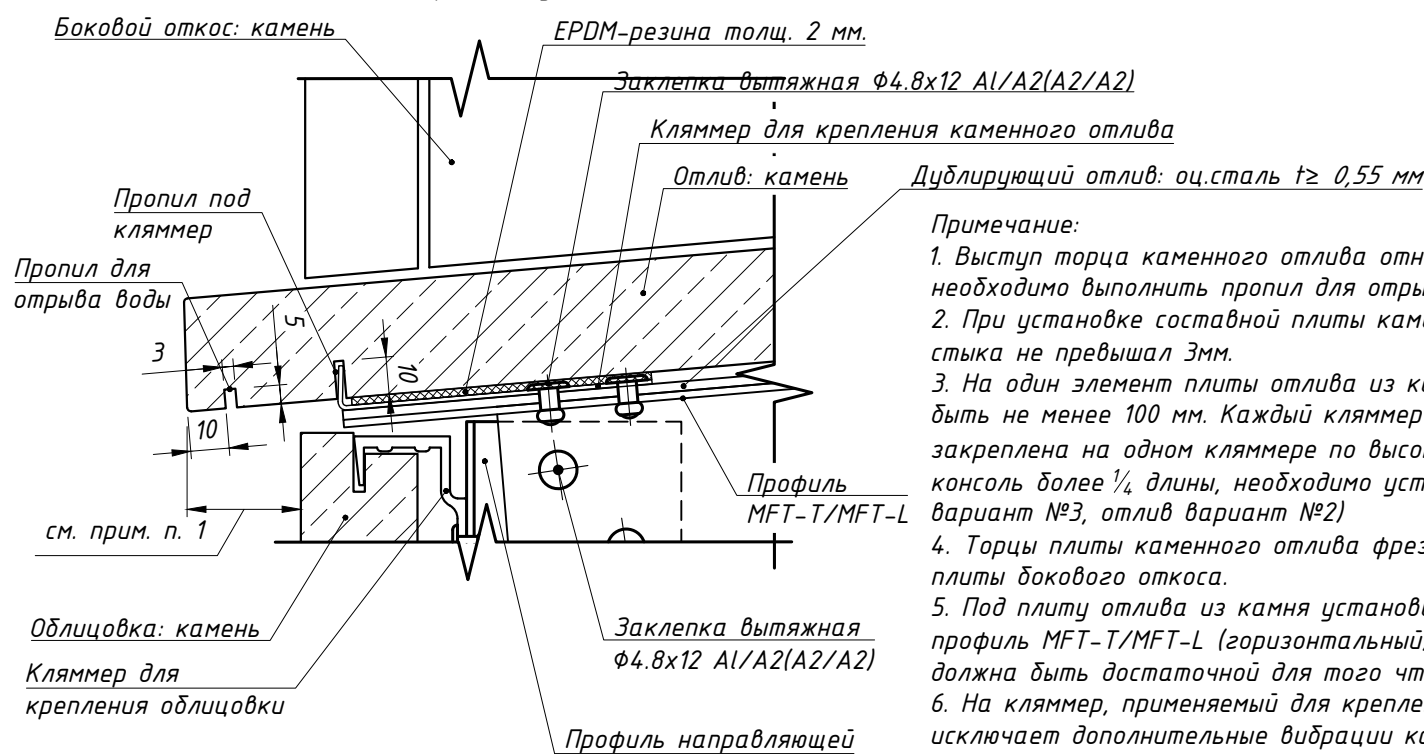 Боковой откос: камень
EPDM-резина толщ. 2 мм.
Заклепка вытяжная Ф4.8х12 Al/A2(A2/A2)
Кляммер для крепления каменного отлива
Отлив: камень
Дублирующий отлив: оц.сталь t≥ 0,55 мм
Пропил под
кляммер
Пропил для
отрыва воды
3
5
10
10
см. прим. п. 1
Профиль
MFT-T/MFT-L
Облицовка: камень
Кляммер для
крепления облицовки
Заклепка вытяжная
Ф4.8х12 Al/A2(A2/A2)
Профиль направляющей
Примечание:
1. Выступ торца каменного отлива отн
необходимо выполнить пропил для отры
2. При установке составной плиты кам
стыка не превышал 3мм.
3. На один элемент плиты отлива из к
быть не менее 100 мм. Каждый кляммер
закреплена на одном кляммере по высо
консоль более 1/4 длины, необходимо уст
вариант №3, отлив вариант №2)
4. Торцы плиты каменного отлива фрез
плиты бокового откоса.
5. Под плиту отлива из камня установи
профиль MFT-T/MFT-L (горизонтальный
должна быть достаточной для того чт
6. На кляммер, применяемый для крепле
исключает дополнительные вибрации кр